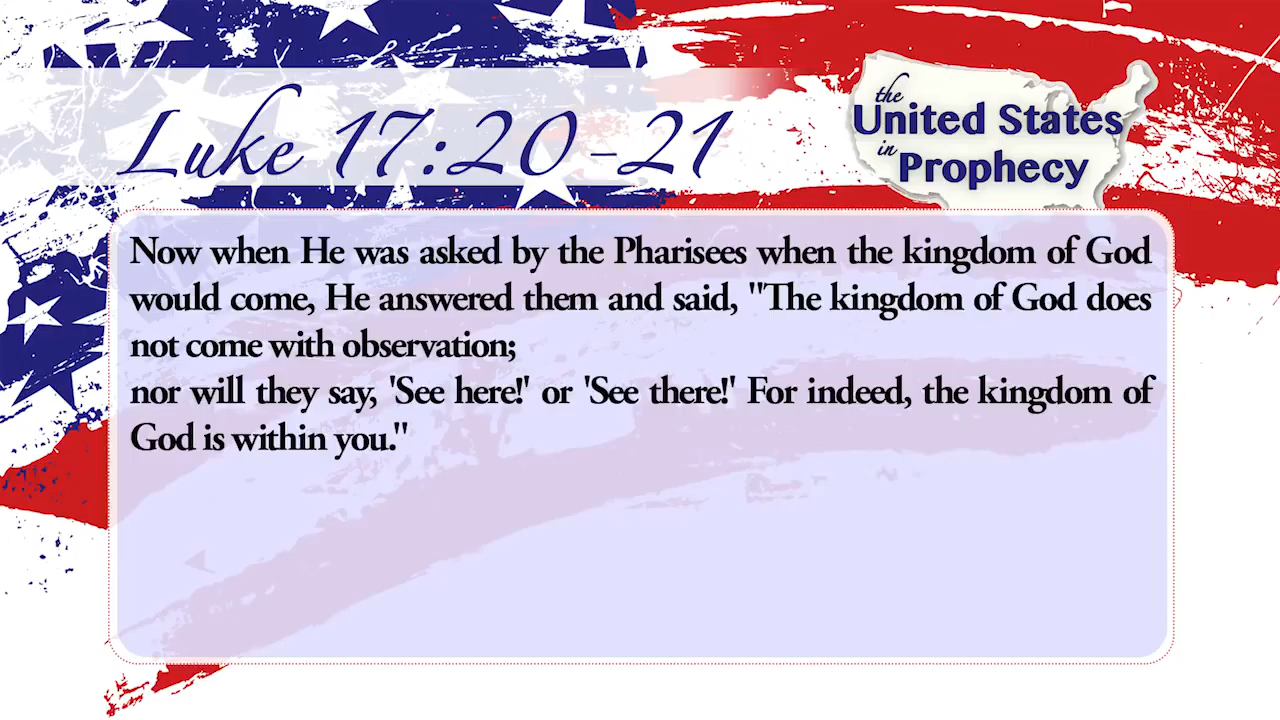 Luke 17:20-21
the
United States
in
Prophecy
Now when He was asked by the Pharisees when the kingdom of God
would come, He answered them and said, "The kingdom of God does
not come with observation;
nor will they say, 'See here!' or 'See there!' For indeed, the kingdom of
God is within you."